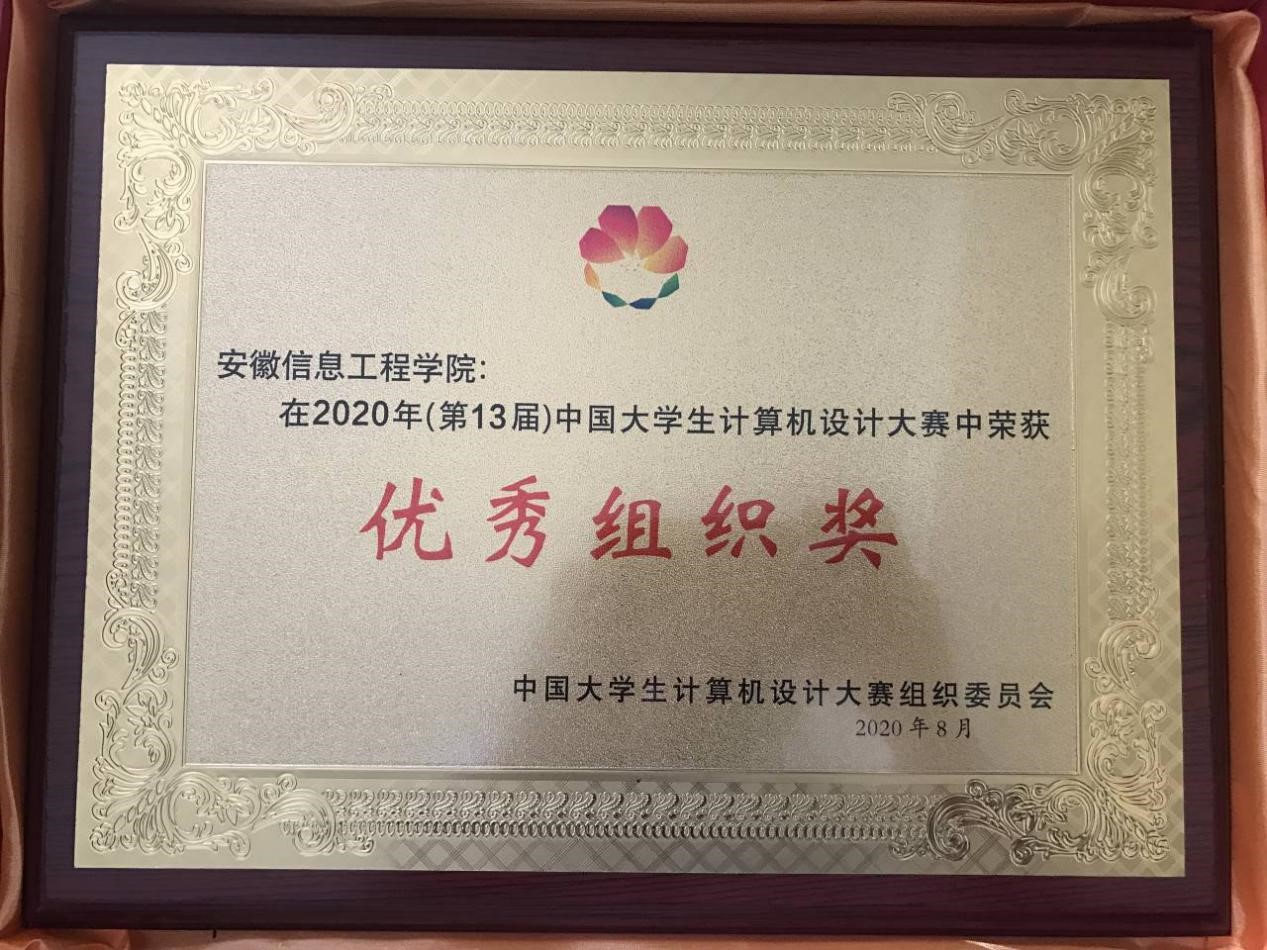 安徽信息工程学院:
在2020年(第13届)中国大学生计算机设计大赛中荣获
优秀组织奖
中国大学生计算机设计大赛组织委员会
2020年8月